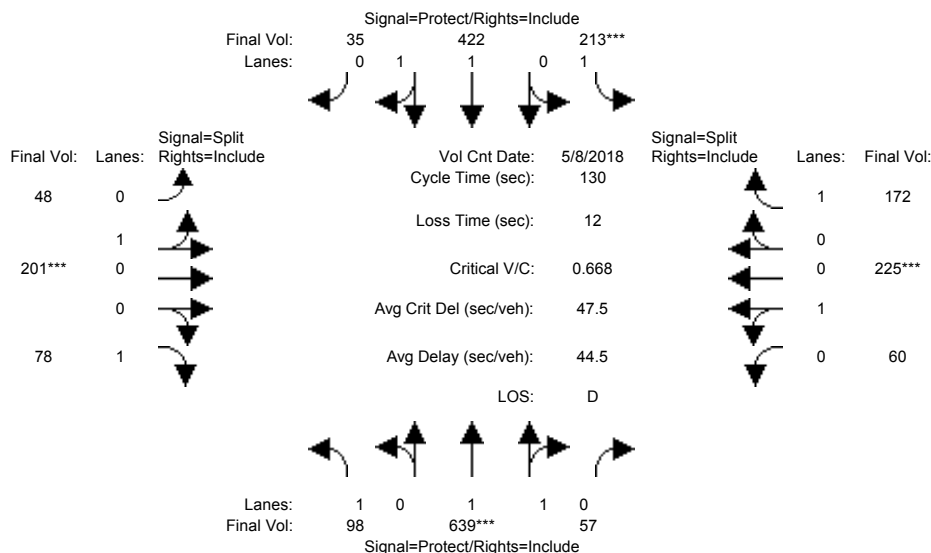 Signal=Protect/Rights=Include
Final Vol: 35 422 213***
Lanes: 0 1 1 0 1
Signal=Split
Final Vol: Lanes: Rights=Include
Vol Cnt Date: 5/8/2018
Signal=Split
Rights=Include Lanes: Final Vol:
Cycle Time (sec): 130
48 0
1 172
Loss Time (sec): 12
1
0
201*** 0
Critical V/C: 0.668
0 225***
0
Avg Crit Del (sec/veh): 47.5
1
78 1
Avg Delay (sec/veh): 44.5
0 60
LOS: D
Lanes: 1 0 1 1 0
Final Vol: 98 639*** 57
Signal=Protect/Rights=Include